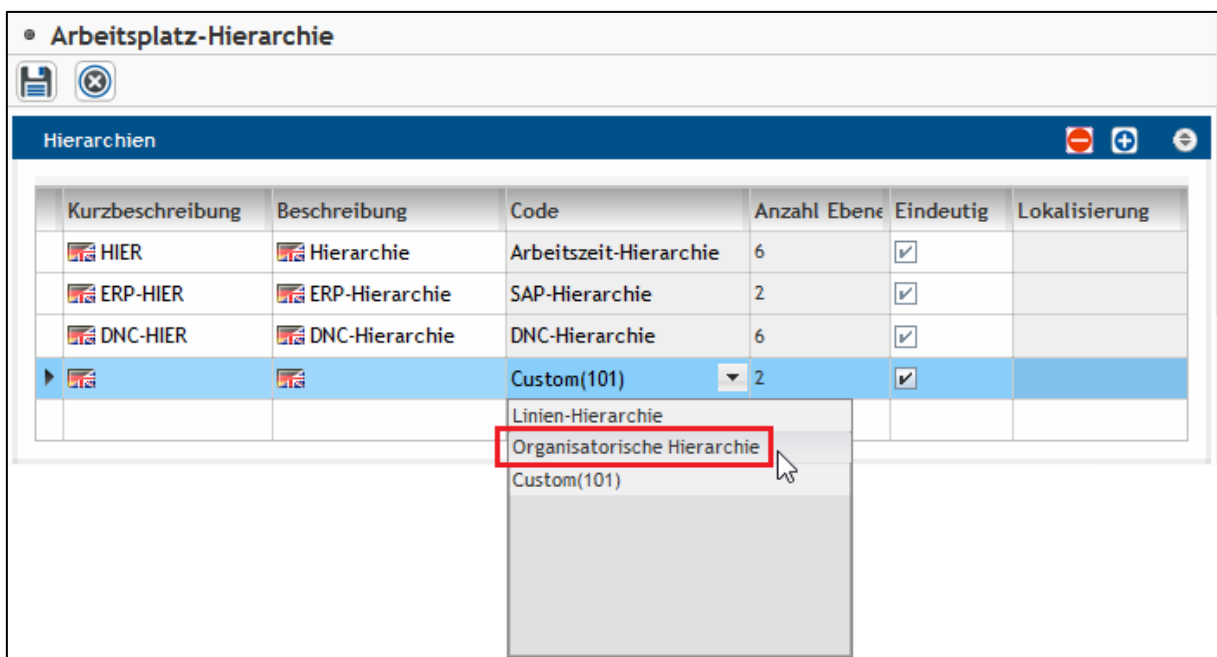 Arbeitsplatz-Hierarchie
Hierarchien
Kurzbeschreibung Beschreibung Code Anzahl Ebene Eindeutig Lokalisierung
HIER Hierarchie Arbeitszeit-Hierarchie 6
ERP-HIER ERP-Hierarchie SAP-Hierarchie 2
DNC-HIER DNC-Hierarchie DNC-Hierarchie 6
Custom(101) 2
Linien-Hierarchie
Organisatorische Hierarchie
Custom(101)